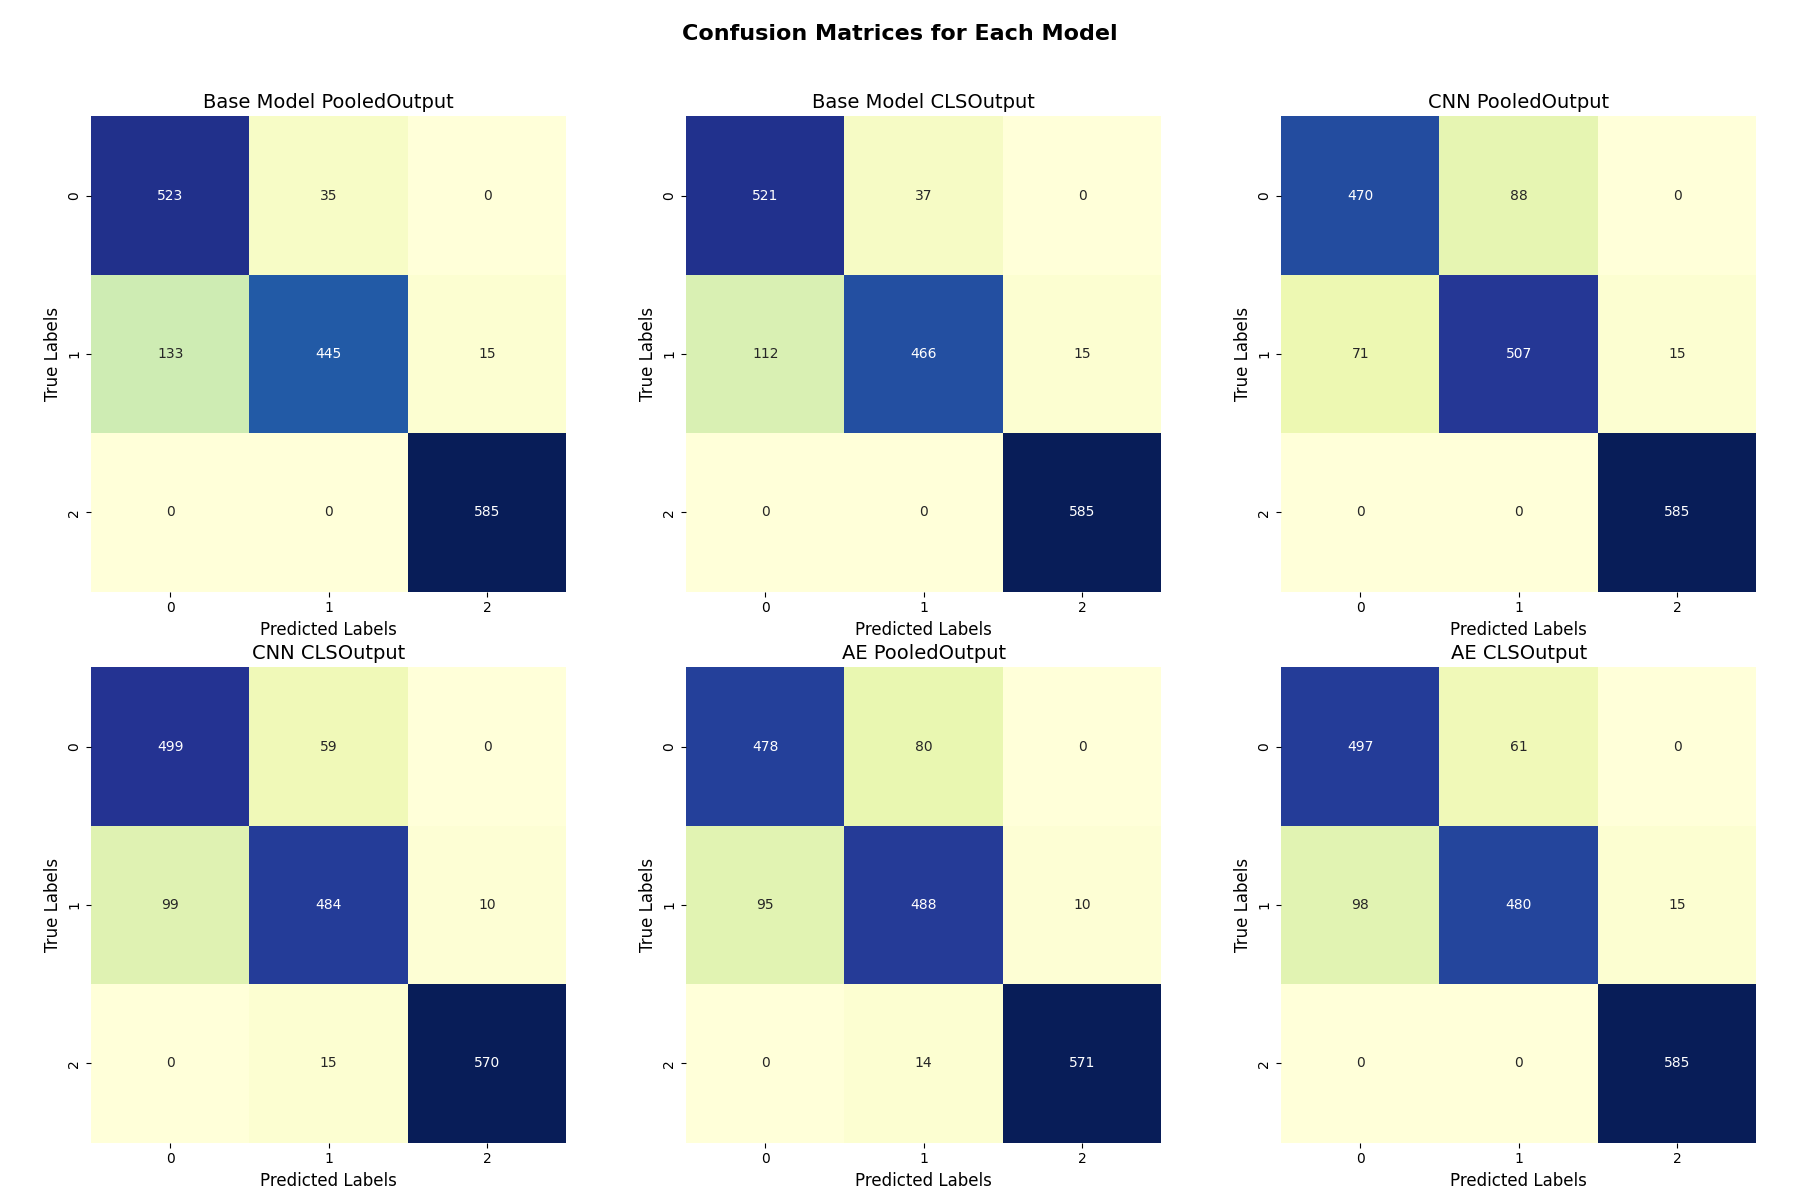 Confusion Matrices for Each Model
Base Model PooledOutput
True Labels
0
523 35 0
1
133 445 15
2
0 0 585
0 1 2
Predicted Labels
Base Model CLSOutput
True Labels
0
521 37 0
1
112 466 15
2
0 0 585
0 1 2
Predicted Labels
CNN PooledOutput
True Labels
0
470 88 0
1
71 507 15
2
0 0 585
0 1 2
Predicted Labels
CNN CLSOutput
True Labels
0
499 59 0
1
99 484 10
2
0 15 570
0 1 2
Predicted Labels
AE PooledOutput
True Labels
0
478 80 0
1
95 488 10
2
0 14 571
0 1 2
Predicted Labels
AE CLSOutput
True Labels
0
497 61 0
1
98 480 15
2
0 0 585
0 1 2
Predicted Labels